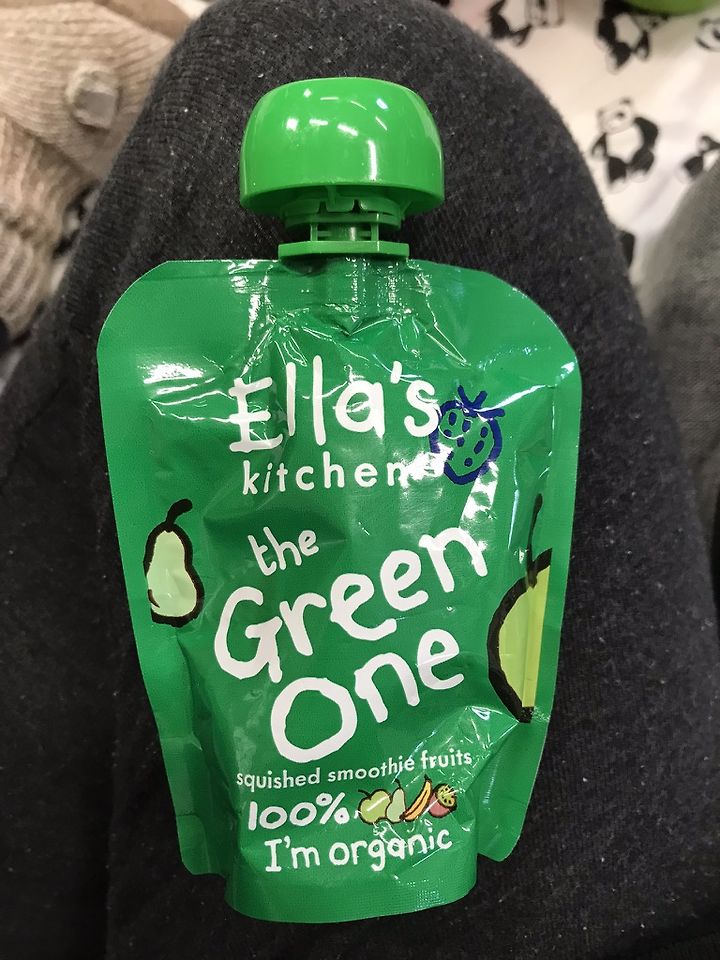 Ella's
kitchen
the
Green
One
squished smoothie fruits
100%
I'm organic